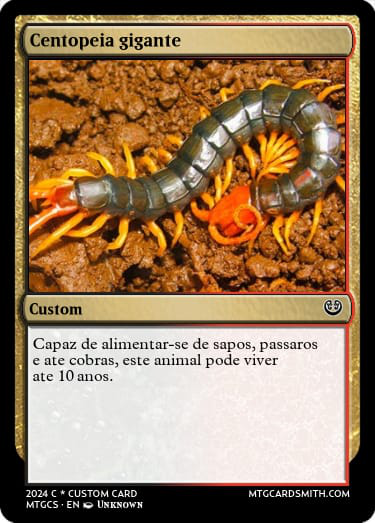 Centopeia gigante
Custom
Capaz de alimentar-se de sapos, passaros
e ate cobras, este animal pode viver
ate 10 anos.
2024 C * CUSTOM CARD
MTGCS · EN Unknown
MTGCARDSMITH.COM